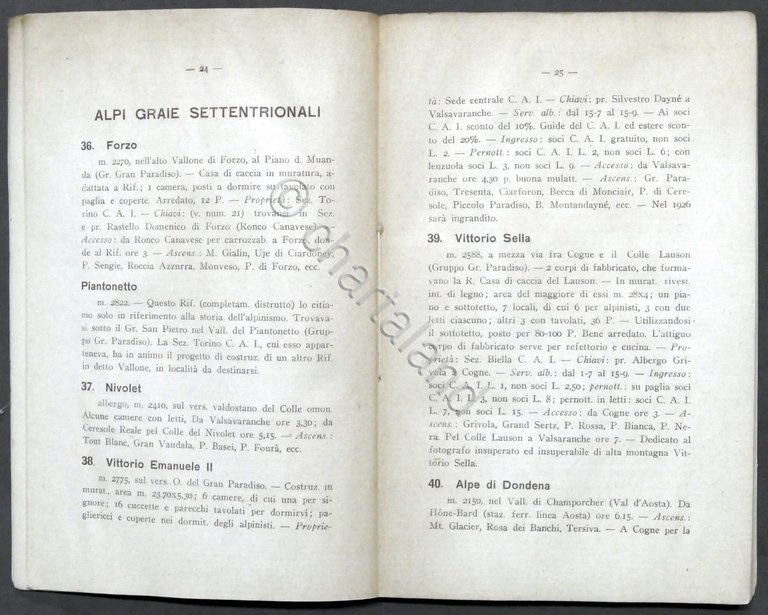 — 24 —
ALPI GRAIE SETTENTRIONALI
36. Forzo
m. 2270, nell'alto Vallone di Forzo, al Piano d. Muan-
da (Gr. Gran Paradiso). — Casa di caccia in muratura, a-
dattata a Rif.; 1 camera, posti a dormire su tavolato con
paglia e coperte. Arredato, 12 P. — Proprietà: Sez. To-
rino C. A. I. — Chiavi: (v. num. 21) trovansi in Sez.
e pr. Rastello Domenico di Forzo (Ronco Canavese)
Accesso: da Ronco Canavese per carrozzab. a Forzo, don-
de al Rif. ore 3. — Ascens.: M. Gialin, Uje di Ciardoney,
P. Sengie, Roccia Azzurra, Monveso, P. di Forzo, ecc.
Piantonetto
m. 2822. — Questo Rif. (completam. distrutto) lo citia-
mo solo in riferimento alla storia dell'alpinismo. Trovava-
si sotto il Gr. San Pietro nel Vall. del Piantonetto (Grup-
po Gr. Paradiso). La Sez. Torino C. A. I., cui esso appar-
teneva, ha in animo il progetto di costruz. di un altro Rif.
in detto Vallone, in località da destinarsi.
37. Nivolet
albergo, m. 2410, sul vers. valdostano del Colle omon.
Alcune camere con letti, Da Valsavaranche ore 3,30; da
Ceresole Reale pel Colle del Nivolet ore 5,15. — Ascens.:
Tout Blanc, Gran Vaudala, P. Basei, P. Fourà, ecc.
38. Vittorio Emanuele II
m. 2775, sul vers. O. del Gran Paradiso. — Costruz. in
murat., area m. 23.70x5,30; 6 camere, di cui una per si-
gnore; 16 cuccette e parecchi tavolati per dormirvi; pa-
gliericci e coperte nei dormit. degli alpinisti. — Proprie-
— 25 —
tà: Sede centrale C. A. I. — Chiavi: pr. Silvestro Dayné a
Valsavaranche. — Serv. alb.: dal 15-7 al 15-9. — Ai soci
C. A. I. sconto del 10%. Guide del C. A. I. ed estere scon-
to del 20%. — Ingresso: soci C. A. I. gratuito, non soci
L. 2. — Pernott.: soci C. A. I. L. 2, non soci L. 6; con
lenzuola soci L. 3, non soci L. 9. — Accesso: da Valsava-
ranche ore 4,30 p. buona mulatt. — Ascens.: Gr. Para-
diso, Tresenta, Ciarforon, Becca di Monciair, P. di Cere-
sole, Piccolo Paradiso, B. Montandayné, ecc. — Nel 1926
sarà ingrandito.
39. Vittorio Sella
m. 2588, a mezza via fra Cogne e il Colle Lauson
(Gruppo Gr. Paradiso). — 2 corpi di fabbricato, che forma-
vano la R. Casa di caccia del Lauson. — In murat. rivest.
int. di legno; area del maggiore di essi m. 28x4; un pia-
no e sottotetto, 7 locali, di cui 6 per alpinisti, 3 con due
letti ciascuno; altri 3 con tavolati, 36 P. — Utilizzandosi
il sottotetto, posto per 80-100 P. Bene arredato. L'attiguo
corpo di fabbricato serve per refettorio e cucina. — Pro-
prietà: Sez. Biella C. A. I. — Chiavi: pr. Albergo Gri-
vola a Cogne. — Serv. alb.: dal 1-7 al 15-9. — Ingresso:
soci C. A. I. L. 1, non soci L. 2,50; pernott.: su paglia soci
C. A. I. L. 3, non soci L. 8; pernott. in letti: soci C. A. I.
L. 7, non soci L. 15. — Accesso: da Cogne ore 3. — A-
scens.: Grivola, Grand Sertz, P. Rossa, P. Bianca, P. Ne-
ra. Pel Colle Lauson a Valsaranche ore 7. — Dedicato al
fotografo insuperato ed insuperabile di alta montagna Vit-
torio Sella.
40. Alpe di Dondena
m. 2150, nel Vall. di Champorcher (Val d'Aosta). Da
Hône-Bard (staz. ferr. linea Aosta) ore 6.15. — Ascens.:
Mt. Glacier, Rosa dei Banchi, Tersiva. — A Cogne per la